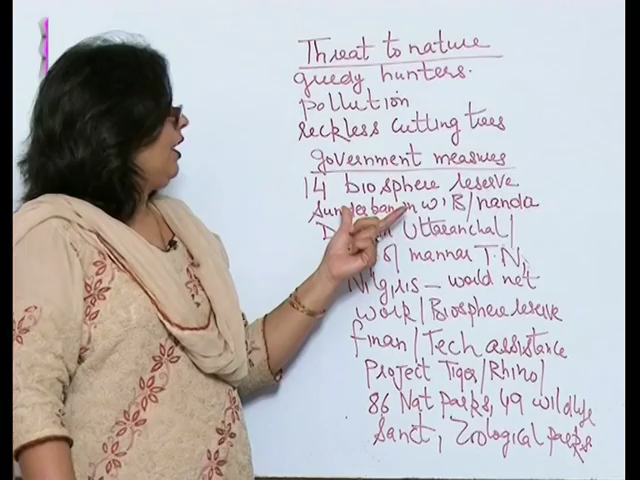 Threat to nature
greedy hunters.
pollution
reckless cutting trees
government measures
14 biosphere reserve
Sunderban in W.B/nanda
Uttaranchal/
of mannar T.N,
Nilgiris – world net
work/Biosphere reserve
finan/Tech assistance
Project Tiger/Rhino/
86 Nat parks, 49 wildlife
Sanct, Zoological parks